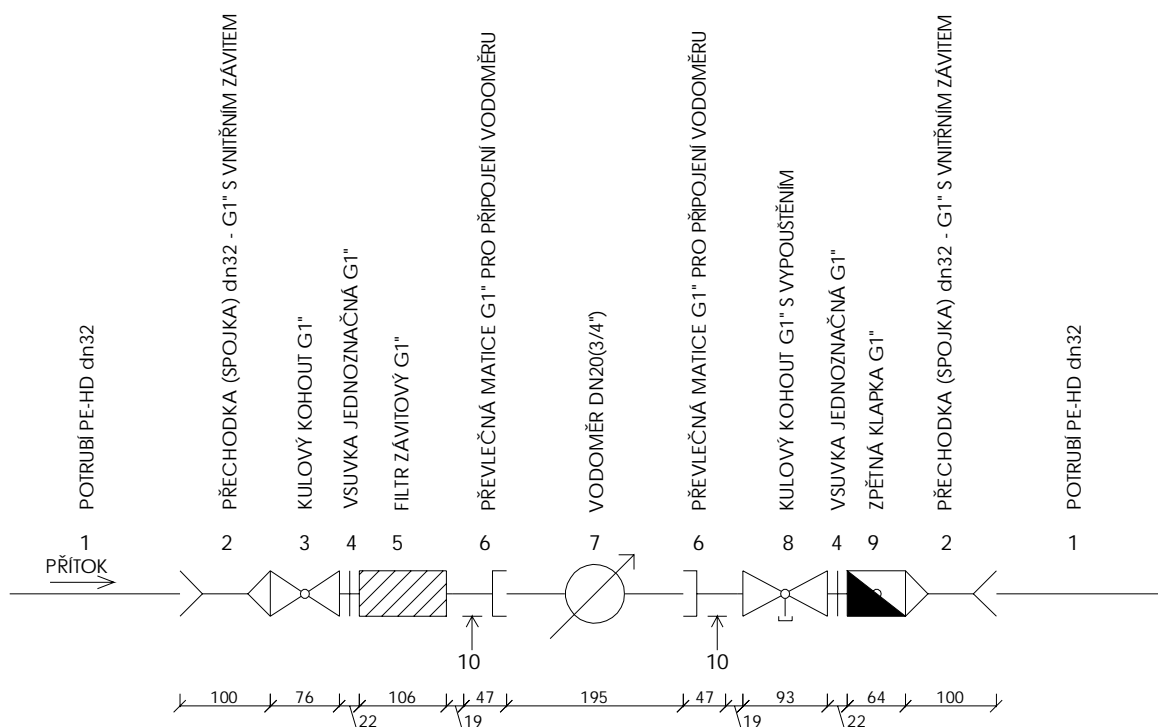 POTRUBÍ PE-HD dn32
PŘECHODKA (SPOJKA) dn32 - G1" S VNITŘNÍM ZÁVITEM
KULOVÝ KOHOUT G1"
VSUVKA JEDNOZNAČNÁ G1"
FILTR ZÁVITOVÝ G1"
PŘEVLEČNÁ MATICE G1" PRO PŘIPOJENÍ VODOMĚRU
VODOMĚR DN20(3/4")
PŘEVLEČNÁ MATICE G1" PRO PŘIPOJENÍ VODOMĚRU
KULOVÝ KOHOUT G1" S VYPOUŠTĚNÍM
VSUVKA JEDNOZNAČNÁ G1"
ZPĚTNÁ KLAPKA G1"
PŘECHODKA (SPOJKA) dn32 - G1" S VNITŘNÍM ZÁVITEM
POTRUBÍ PE-HD dn32
1 2 3 4 5 6 7 6 8 4 9 2 1
PŘÍTOK
10 10
100 76 106 47 195 47 93 64 100
22 19 19 22